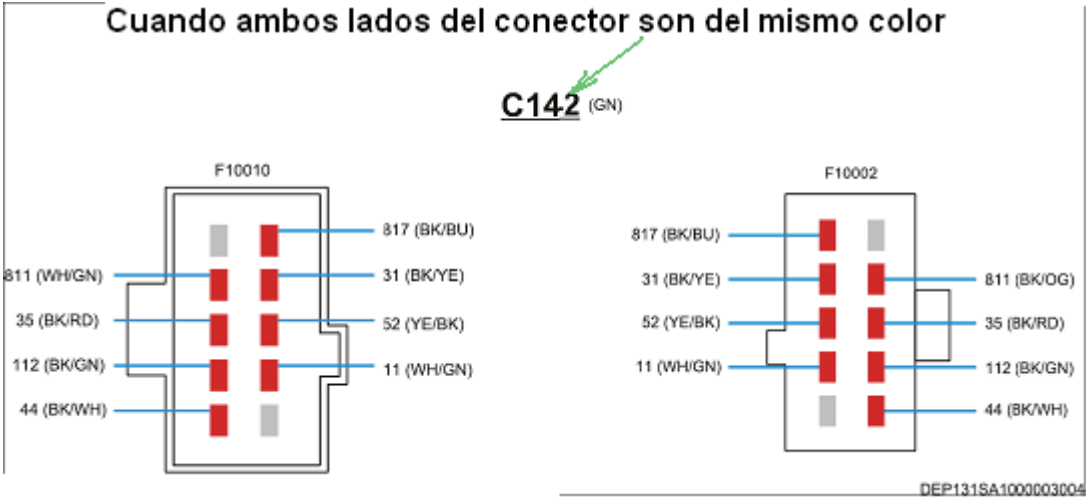 Cuando ambos lados del conector son del mismo color
C142 (GN)
F10010
F10002
817 (BK/BU)
811 (WH/GN)
31 (BK/YE)
35 (BK/RD)
52 (YE/BK)
112 (BK/GN)
11 (WH/GN)
44 (BK/WH)
817 (BK/BU)
31 (BK/YE)
811 (BK/OG)
52 (YE/BK)
35 (BK/RD)
11 (WH/GN)
112 (BK/GN)
44 (BK/WH)
DEP131SA1000003004